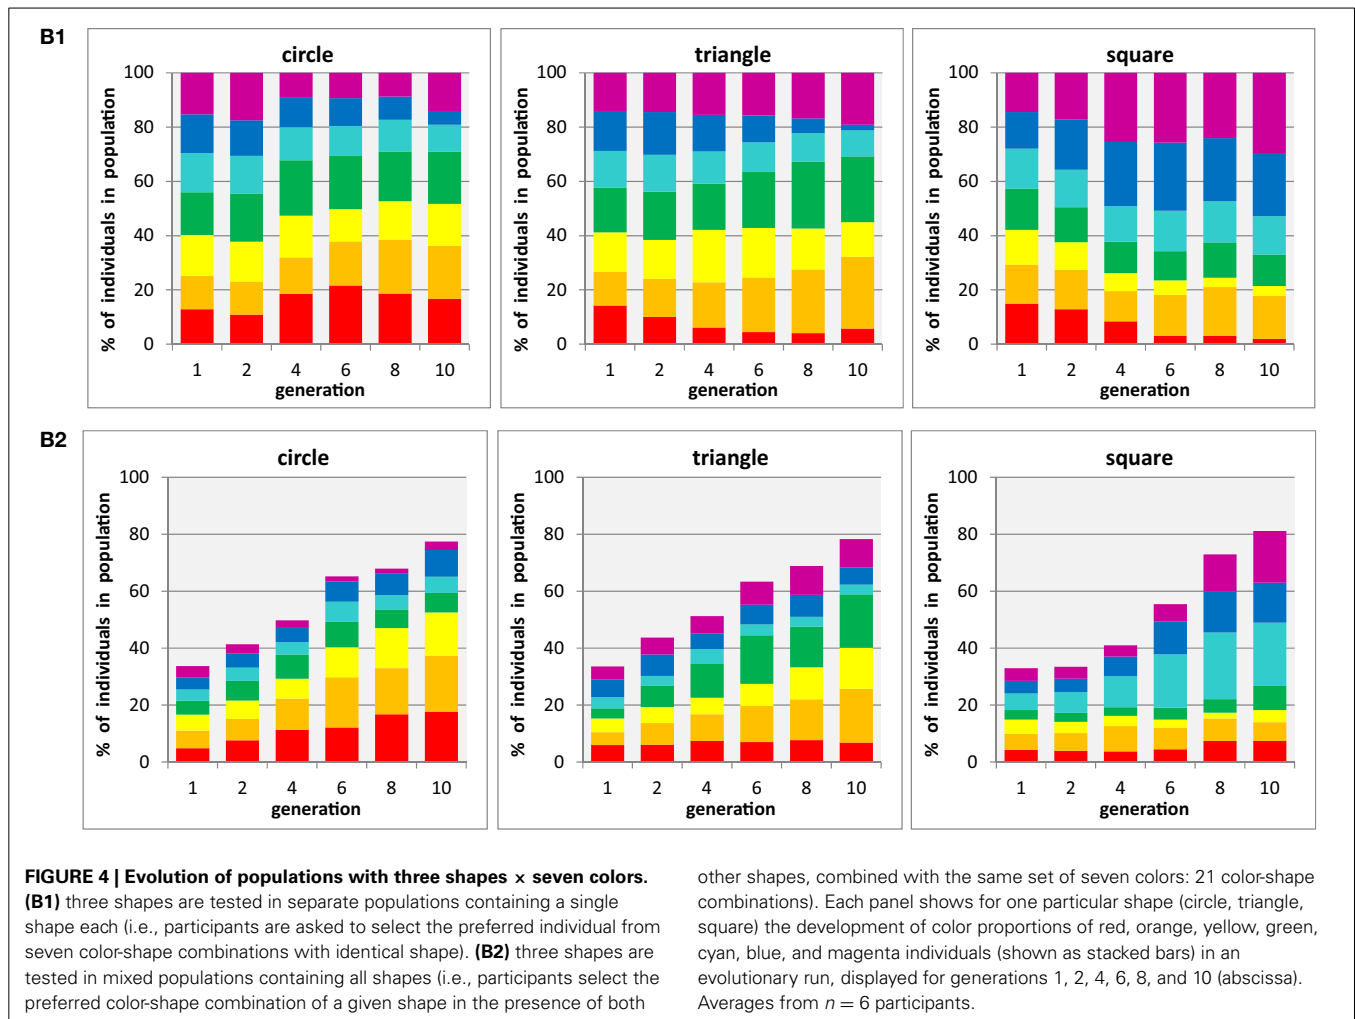 B1
circle
100
80
60
40
20
0
% of individuals in population
1 2 4 6 8 10
generation
triangle
100
80
60
40
20
0
% of individuals in population
1 2 4 6 8 10
generation
square
100
80
60
40
20
0
% of individuals in population
1 2 4 6 8 10
generation
B2
circle
100
80
60
40
20
0
% of individuals in population
1 2 4 6 8 10
generation
triangle
100
80
60
40
20
0
% of individuals in population
1 2 4 6 8 10
generation
square
100
80
60
40
20
0
% of individuals in population
1 2 4 6 8 10
generation
FIGURE 4 | Evolution of populations with three shapes × seven colors.
(B1) three shapes are tested in separate populations containing a single
shape each (i.e., participants are asked to select the preferred individual from
seven color-shape combinations with identical shape). (B2) three shapes are
tested in mixed populations containing all shapes (i.e., participants select the
preferred color-shape combination of a given shape in the presence of both
other shapes, combined with the same set of seven colors: 21 color-shape
combinations). Each panel shows for one particular shape (circle, triangle,
square) the development of color proportions of red, orange, yellow, green,
cyan, blue, and magenta individuals (shown as stacked bars) in an
evolutionary run, displayed for generations 1, 2, 4, 6, 8, and 10 (abscissa).
Averages from n = 6 participants.